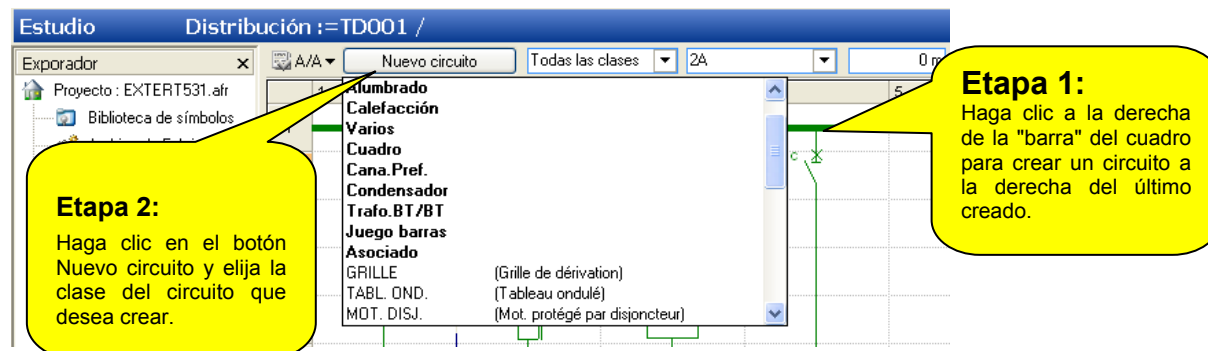 Estudio Distribución :=TD001 /
Exporador x
A/A Nuevo circuito Todas las clases 2A 0 m
Proyecto : EXTERT531.afr
Biblioteca de símbolos
1 5
Alumbrado
Calefacción
Varios
Cuadro
Cana.Pref.
Condensador
Trafo.BT/BT
Juego barras
Asociado
GRILLE (Grille de dérivation)
TABL. OND. (Tableau ondulé)
MOT. DISJ. (Mot. protégé par disjoncteur)
c
Etapa 1:
Haga clic a la derecha
de la "barra" del cuadro
para crear un circuito a
la derecha del último
creado.
Etapa 2:
Haga clic en el botón
Nuevo circuito y elija la
clase del circuito que
desea crear.